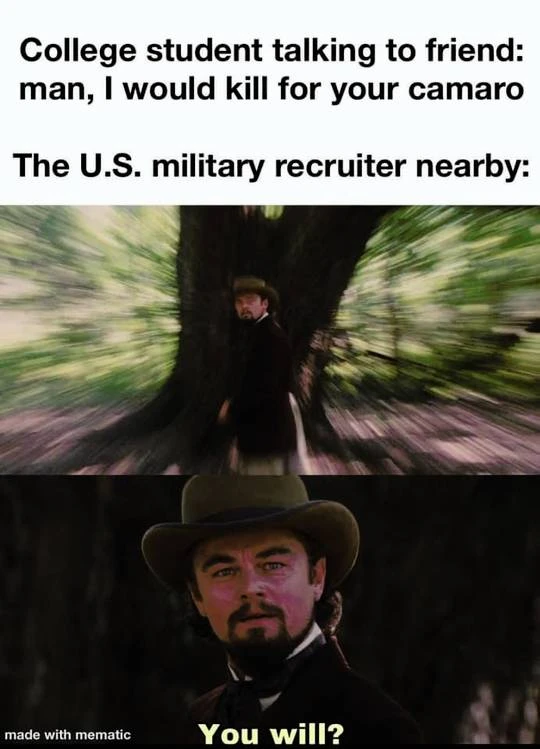 College student talking to friend:
man, I would kill for your camaro
The U.S. military recruiter nearby:
made with mematic
You will?